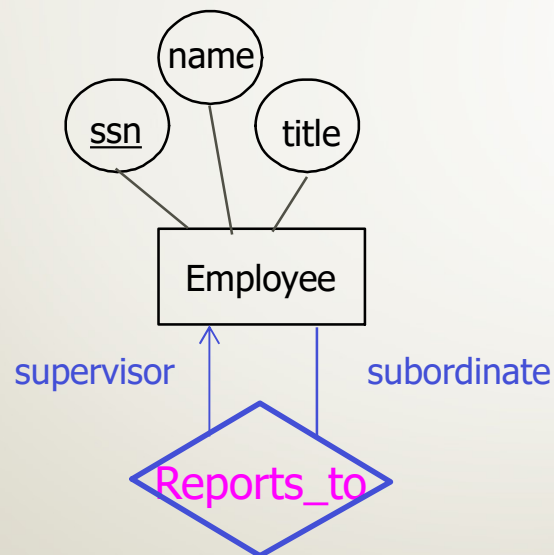 name
ssn
title
Employee
supervisor
subordinate
Reports_to